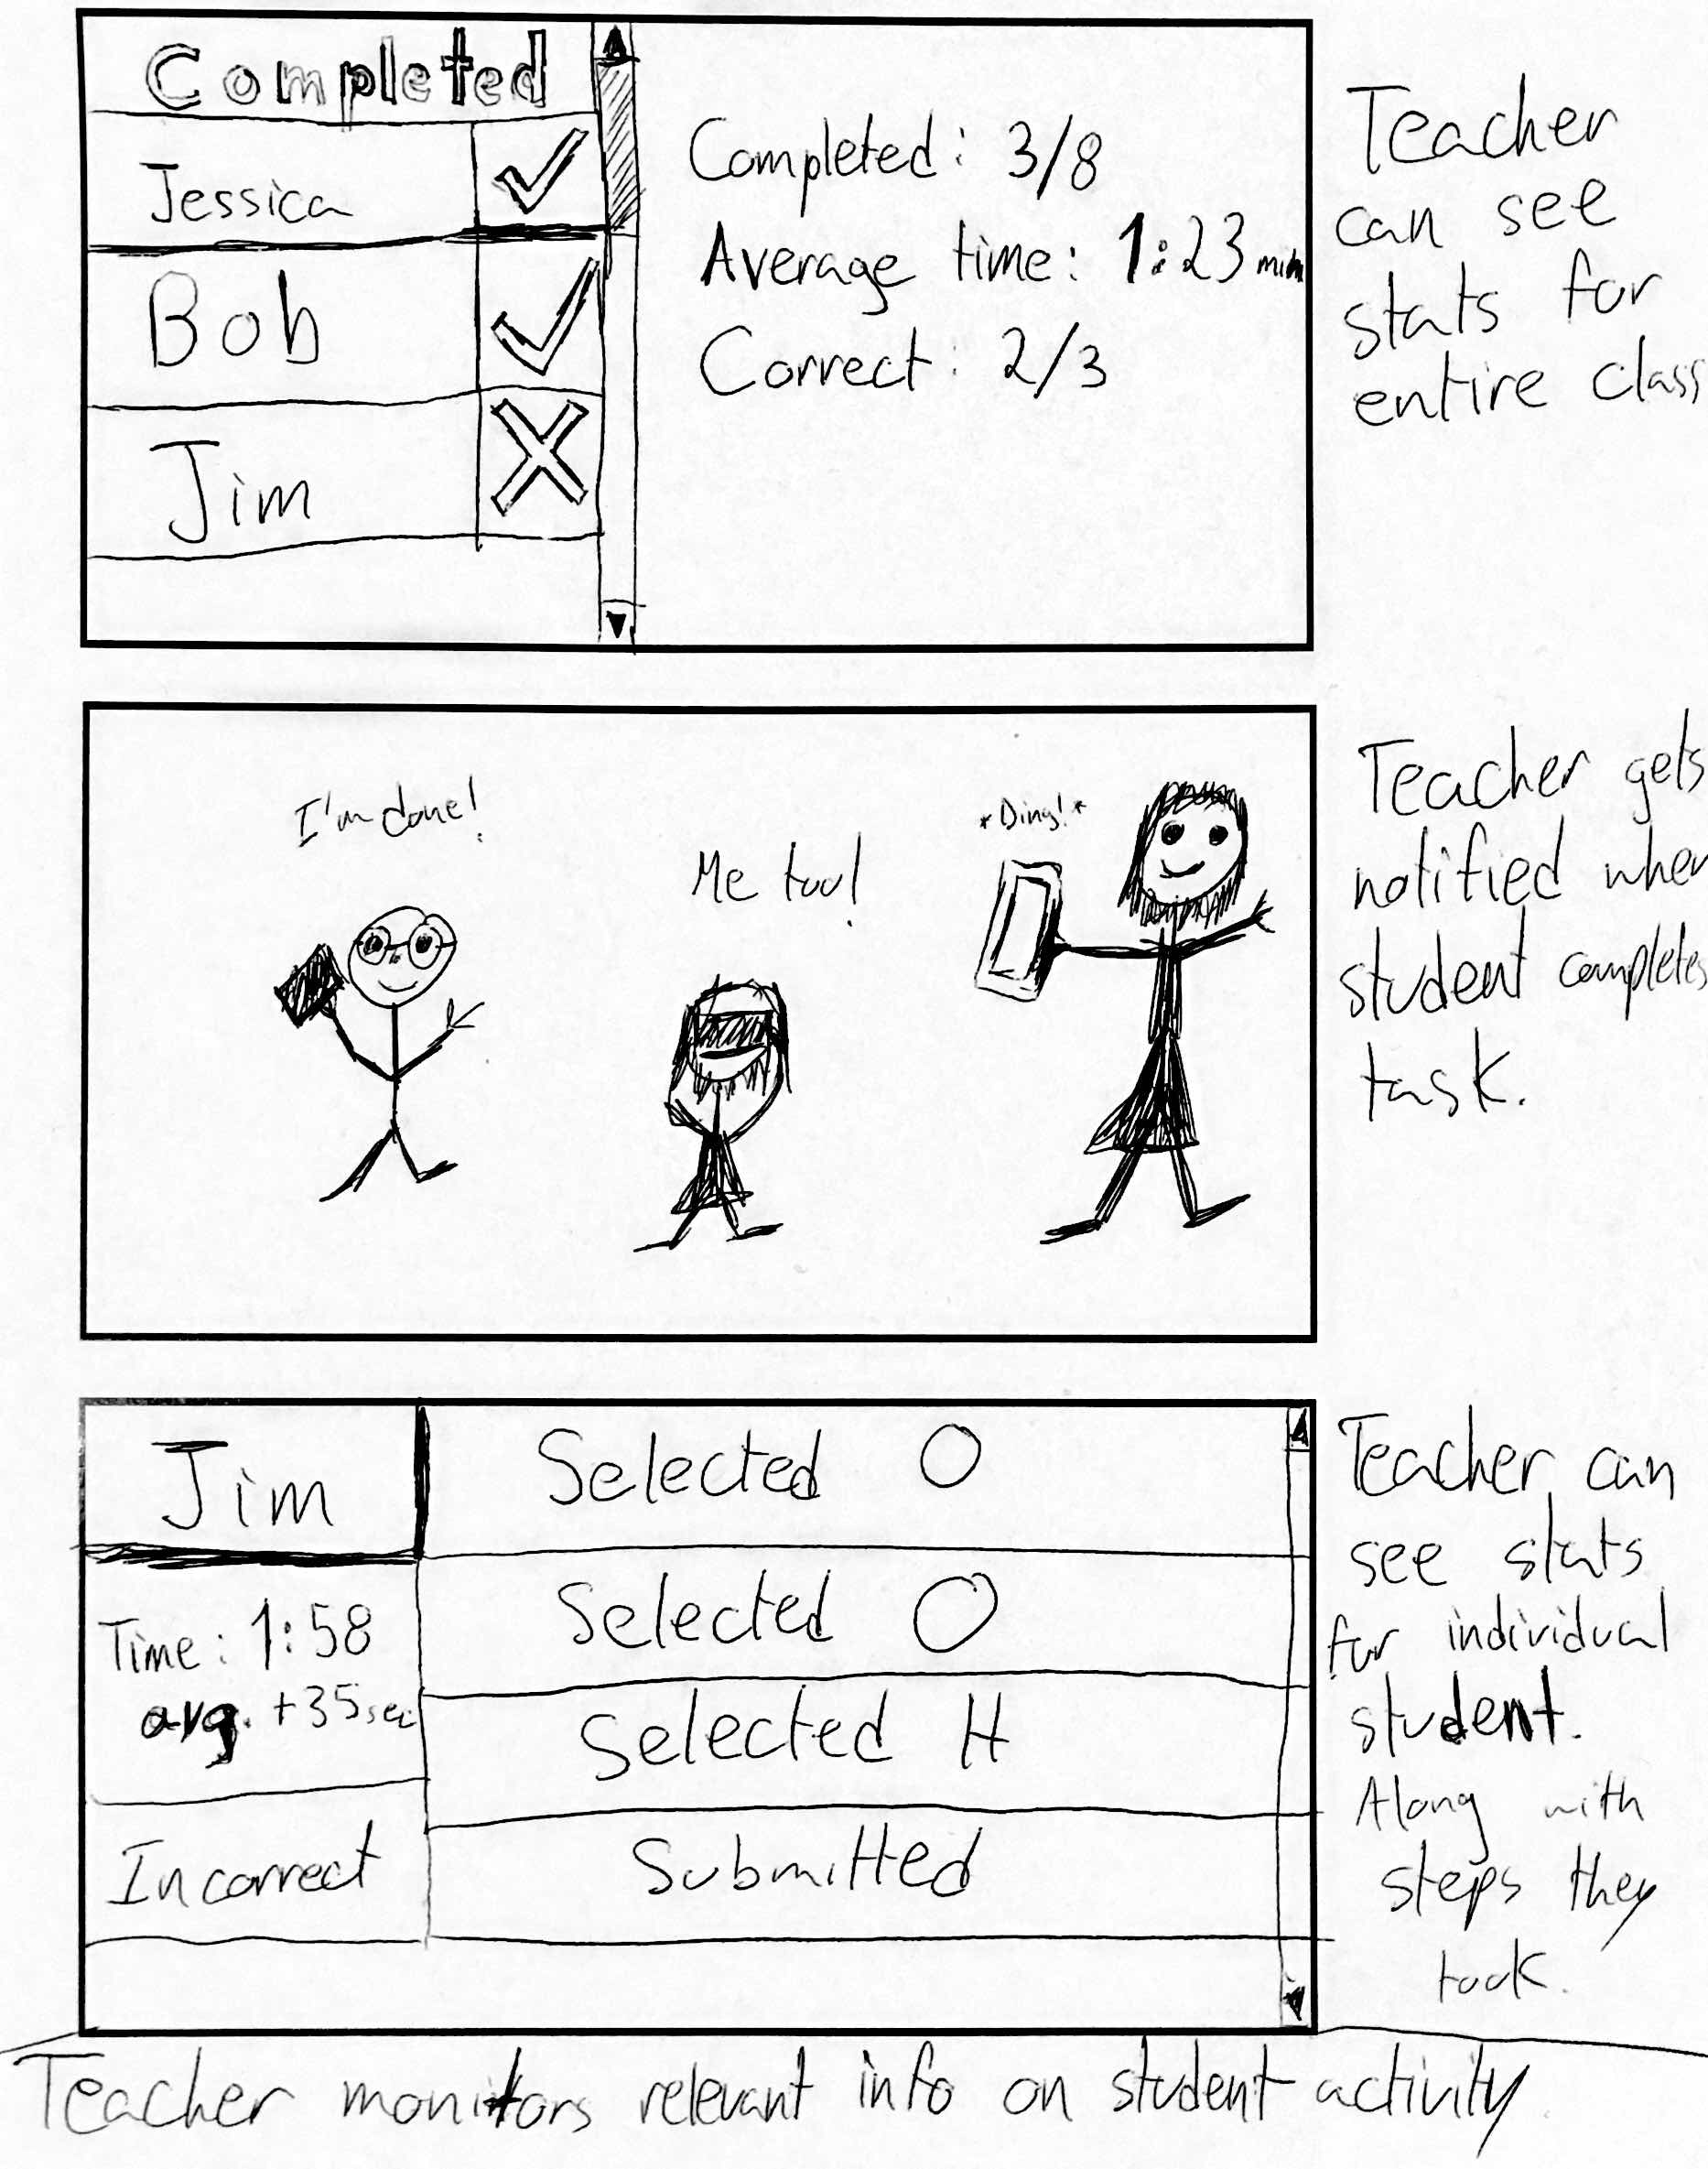 Completed
Jessica
Bob
Jim
Completed: 3/8
Average time: 1:23 min
Correct: 2/3
Teacher
can see
stats for
entire class
I'm done!
Me too!
*Ding!*
Teacher gets
notified when
student completes
task.
Jim
Time: 1:58
avg. +35sec
Incorrect
Selected O
Selected O
Selected H
Submitted
Teacher can
see stats
for individual
student.
Along with
steps they
took.
Teacher monitors relevant info on student activity.